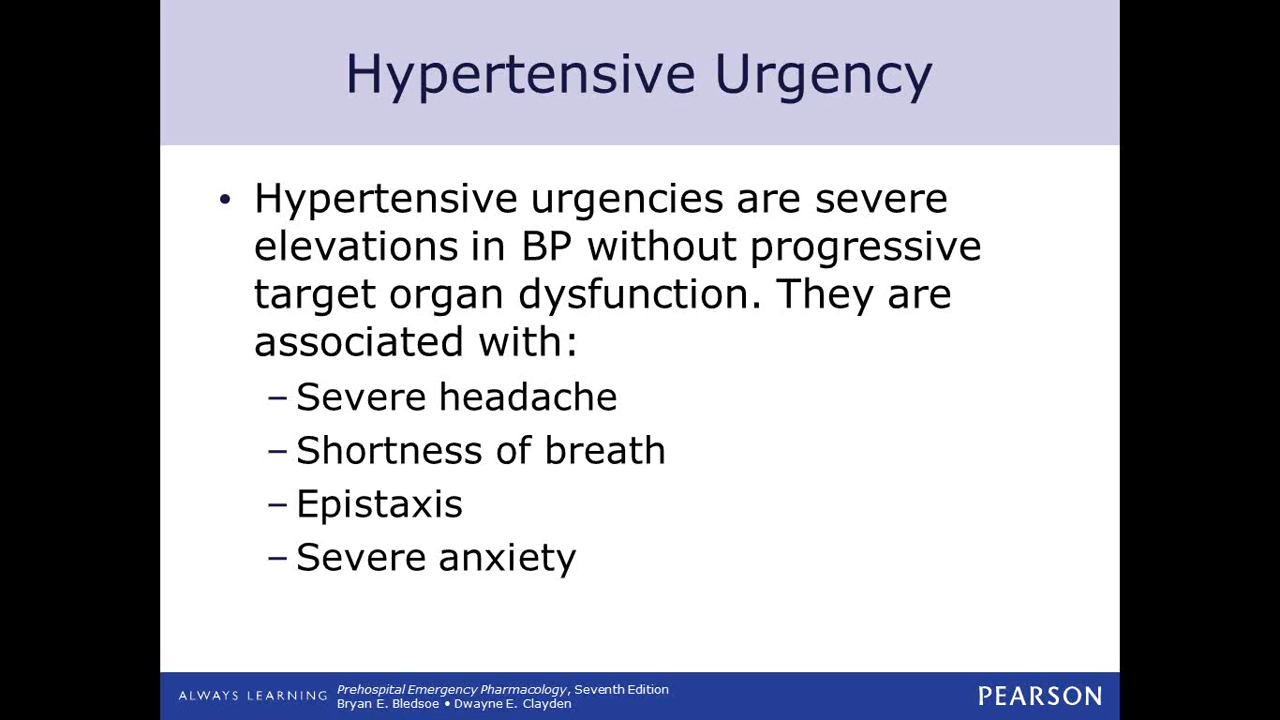 Hypertensive Urgency
• Hypertensive urgencies are severe
elevations in BP without progressive
target organ dysfunction. They are
associated with:
– Severe headache
– Shortness of breath
– Epistaxis
– Severe anxiety
ALWAYS LEARNING
Prehospital Emergency Pharmacology, Seventh Edition
Bryan E. Bledsoe • Dwayne E. Clayden
PEARSON